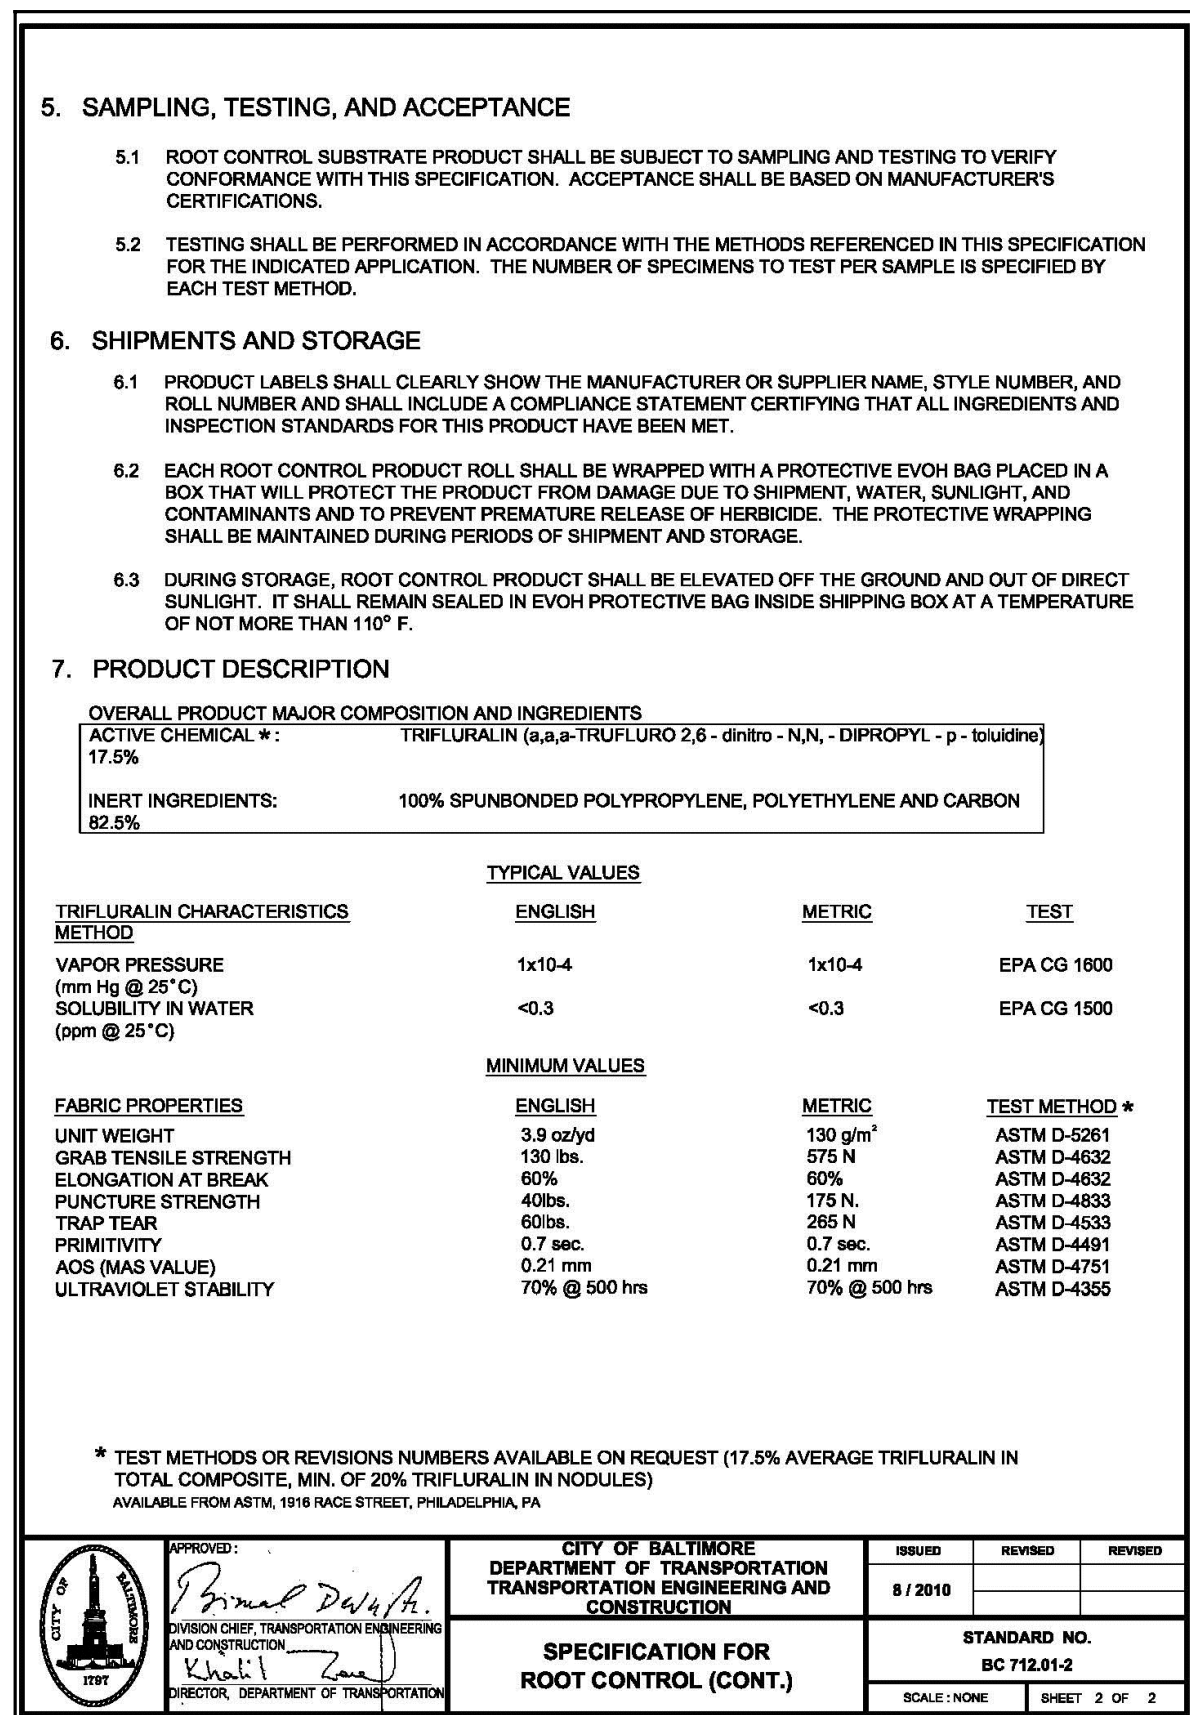 5. SAMPLING, TESTING, AND ACCEPTANCE
5.1 ROOT CONTROL SUBSTRATE PRODUCT SHALL BE SUBJECT TO SAMPLING AND TESTING TO VERIFY
CONFORMANCE WITH THIS SPECIFICATION. ACCEPTANCE SHALL BE BASED ON MANUFACTURER'S
CERTIFICATIONS.
5.2 TESTING SHALL BE PERFORMED IN ACCORDANCE WITH THE METHODS REFERENCED IN THIS SPECIFICATION
FOR THE INDICATED APPLICATION. THE NUMBER OF SPECIMENS TO TEST PER SAMPLE IS SPECIFIED BY
EACH TEST METHOD.
6. SHIPMENTS AND STORAGE
6.1 PRODUCT LABELS SHALL CLEARLY SHOW THE MANUFACTURER OR SUPPLIER NAME, STYLE NUMBER, AND
ROLL NUMBER AND SHALL INCLUDE A COMPLIANCE STATEMENT CERTIFYING THAT ALL INGREDIENTS AND
INSPECTION STANDARDS FOR THIS PRODUCT HAVE BEEN MET.
6.2 EACH ROOT CONTROL PRODUCT ROLL SHALL BE WRAPPED WITH A PROTECTIVE EVOH BAG PLACED IN A
BOX THAT WILL PROTECT THE PRODUCT FROM DAMAGE DUE TO SHIPMENT, WATER, SUNLIGHT, AND
CONTAMINANTS AND TO PREVENT PREMATURE RELEASE OF HERBICIDE. THE PROTECTIVE WRAPPING
SHALL BE MAINTAINED DURING PERIODS OF SHIPMENT AND STORAGE.
6.3 DURING STORAGE, ROOT CONTROL PRODUCT SHALL BE ELEVATED OFF THE GROUND AND OUT OF DIRECT
SUNLIGHT. IT SHALL REMAIN SEALED IN EVOH PROTECTIVE BAG INSIDE SHIPPING BOX AT A TEMPERATURE
OF NOT MORE THAN 110° F.
7. PRODUCT DESCRIPTION
OVERALL PRODUCT MAJOR COMPOSITION AND INGREDIENTS
ACTIVE CHEMICAL * : TRIFLURALIN (a,a,a-TRUFLURO 2,6 - dinitro - N,N, - DIPROPYL - p - toluidine)
17.5%
INERT INGREDIENTS: 100% SPUNBONDED POLYPROPYLENE, POLYETHYLENE AND CARBON
82.5%
TYPICAL VALUES
TRIFLURALIN CHARACTERISTICS ENGLISH METRIC TEST
METHOD
VAPOR PRESSURE 1x10-4 1x10-4 EPA CG 1600
(mm Hg @ 25°C)
SOLUBILITY IN WATER <0.3 <0.3 EPA CG 1500
(ppm @ 25°C)
MINIMUM VALUES
FABRIC PROPERTIES ENGLISH METRIC TEST METHOD *
UNIT WEIGHT 3.9 oz/yd 130 g/m² ASTM D-5261
GRAB TENSILE STRENGTH 130 lbs. 575 N ASTM D-4632
ELONGATION AT BREAK 60% 60% ASTM D-4632
PUNCTURE STRENGTH 40lbs. 175 N. ASTM D-4833
TRAP TEAR 60lbs. 265 N ASTM D-4533
PRIMITIVITY 0.7 sec. 0.7 sec. ASTM D-4491
AOS (MAS VALUE) 0.21 mm 0.21 mm ASTM D-4751
ULTRAVIOLET STABILITY 70% @ 500 hrs 70% @ 500 hrs ASTM D-4355
* TEST METHODS OR REVISIONS NUMBERS AVAILABLE ON REQUEST (17.5% AVERAGE TRIFLURALIN IN
TOTAL COMPOSITE, MIN. OF 20% TRIFLURALIN IN NODULES)
AVAILABLE FROM ASTM, 1916 RACE STREET, PHILADELPHIA, PA
CITY OF BALTIMORE
1797
APPROVED :
Bimal
DIVISION CHIEF, TRANSPORTATION ENGINEERING
AND CONSTRUCTION
Khalil
DIRECTOR, DEPARTMENT OF TRANSPORTATION
CITY OF BALTIMORE
DEPARTMENT OF TRANSPORTATION
TRANSPORTATION ENGINEERING AND
CONSTRUCTION
SPECIFICATION FOR
ROOT CONTROL (CONT.)
ISSUED REVISED REVISED
8 / 2010
STANDARD NO.
BC 712.01-2
SCALE : NONE SHEET 2 OF 2